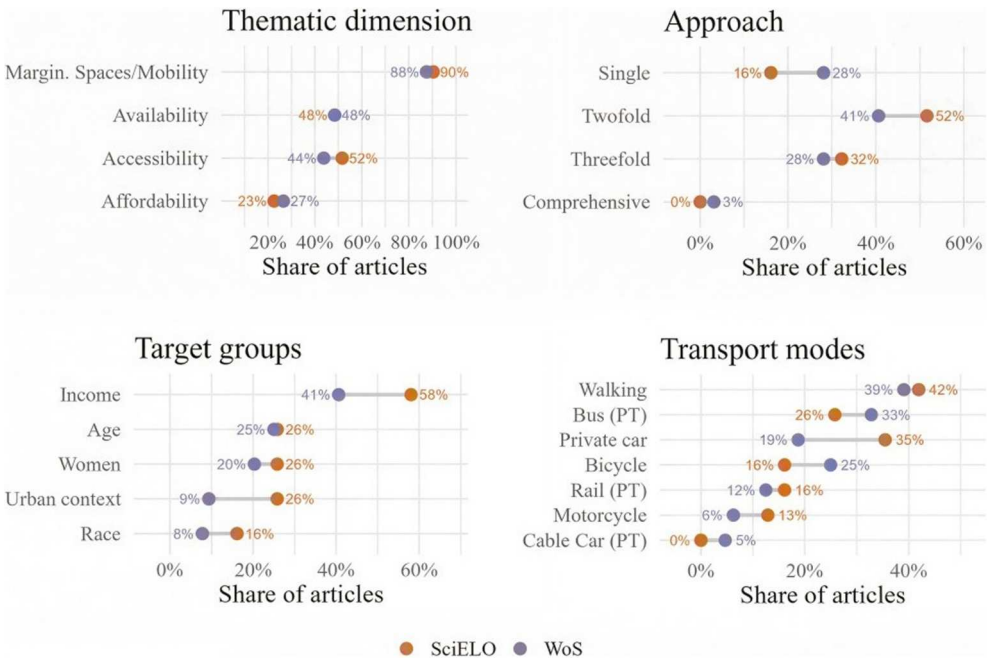 Thematic dimension
Margin. Spaces/Mobility 88% 90%
Availability 48% 48%
Accessibility 44% 52%
Affordability 23% 27%
20% 40% 60% 80% 100%
Share of articles
Approach
Single 16% 28%
Twofold 41% 52%
Threefold 28% 32%
Comprehensive 0% 3%
0% 20% 40% 60%
Share of articles
Target groups
Income 41% 58%
Age 25% 26%
Women 20% 26%
Urban context 9% 26%
Race 8% 16%
0% 20% 40% 60%
Share of articles
Transport modes
Walking 39% 42%
Bus (PT) 26% 33%
Private car 19% 35%
Bicycle 16% 25%
Rail (PT) 12% 16%
Motorcycle 6% 13%
Cable Car (PT) 0% 5%
0% 20% 40%
Share of articles
SciELO WoS